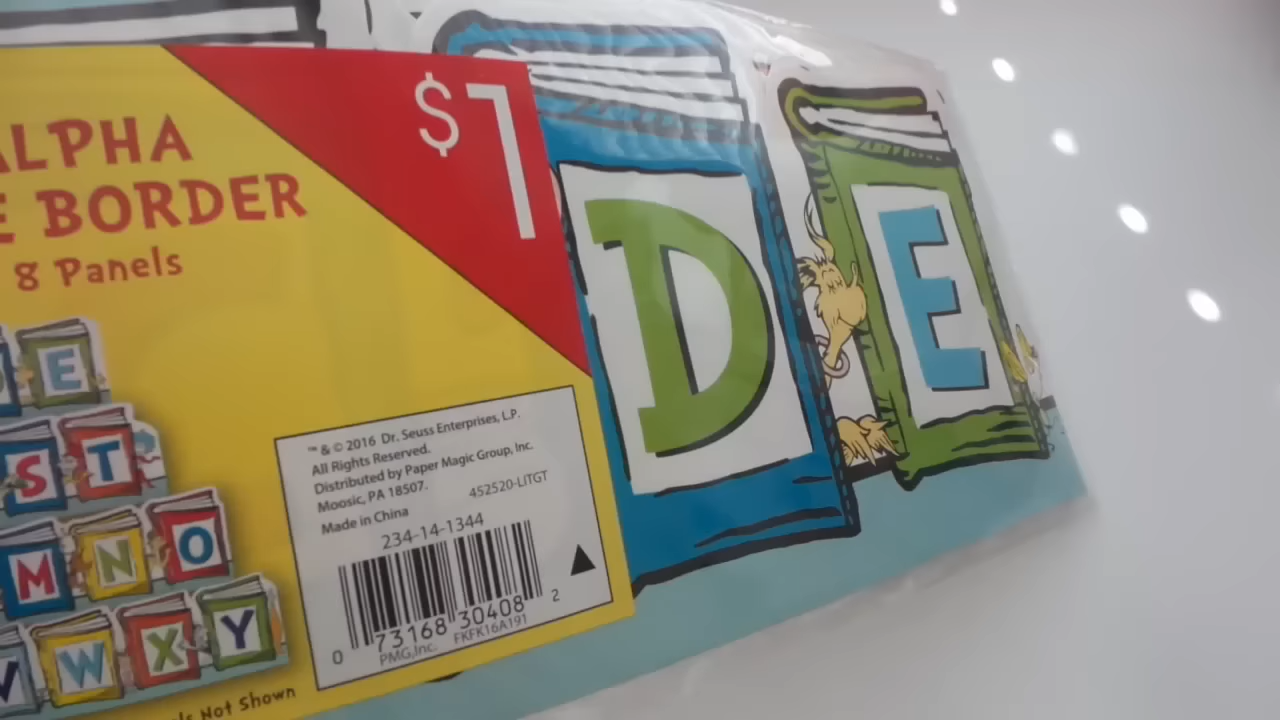 $1
ALPHA
E BORDER
8 Panels
D
E
E
S T
M N O
V W X Y
™ & © 2016 Dr. Seuss Enterprises, L.P.
All Rights Reserved.
Distributed by Paper Magic Group, Inc.
Moosic, PA 18507.
452520-LITGT
Made in China
234-14-1344
0 73168 30408 2
PMG,Inc. FKFK16A191
Not Shown